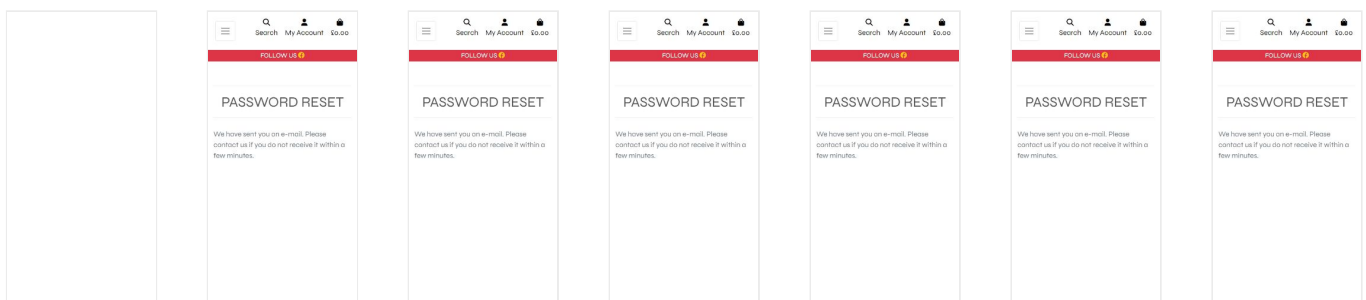 Search My Account £0.00
FOLLOW US
PASSWORD RESET
We have sent you an e-mail. Please
contact us if you do not receive it within a
few minutes.
Search My Account £0.00
FOLLOW US
PASSWORD RESET
We have sent you an e-mail. Please
contact us if you do not receive it within a
few minutes.
Search My Account £0.00
FOLLOW US
PASSWORD RESET
We have sent you an e-mail. Please
contact us if you do not receive it within a
few minutes.
Search My Account £0.00
FOLLOW US
PASSWORD RESET
We have sent you an e-mail. Please
contact us if you do not receive it within a
few minutes.
Search My Account £0.00
FOLLOW US
PASSWORD RESET
We have sent you an e-mail. Please
contact us if you do not receive it within a
few minutes.
Search My Account £0.00
FOLLOW US
PASSWORD RESET
We have sent you an e-mail. Please
contact us if you do not receive it within a
few minutes.